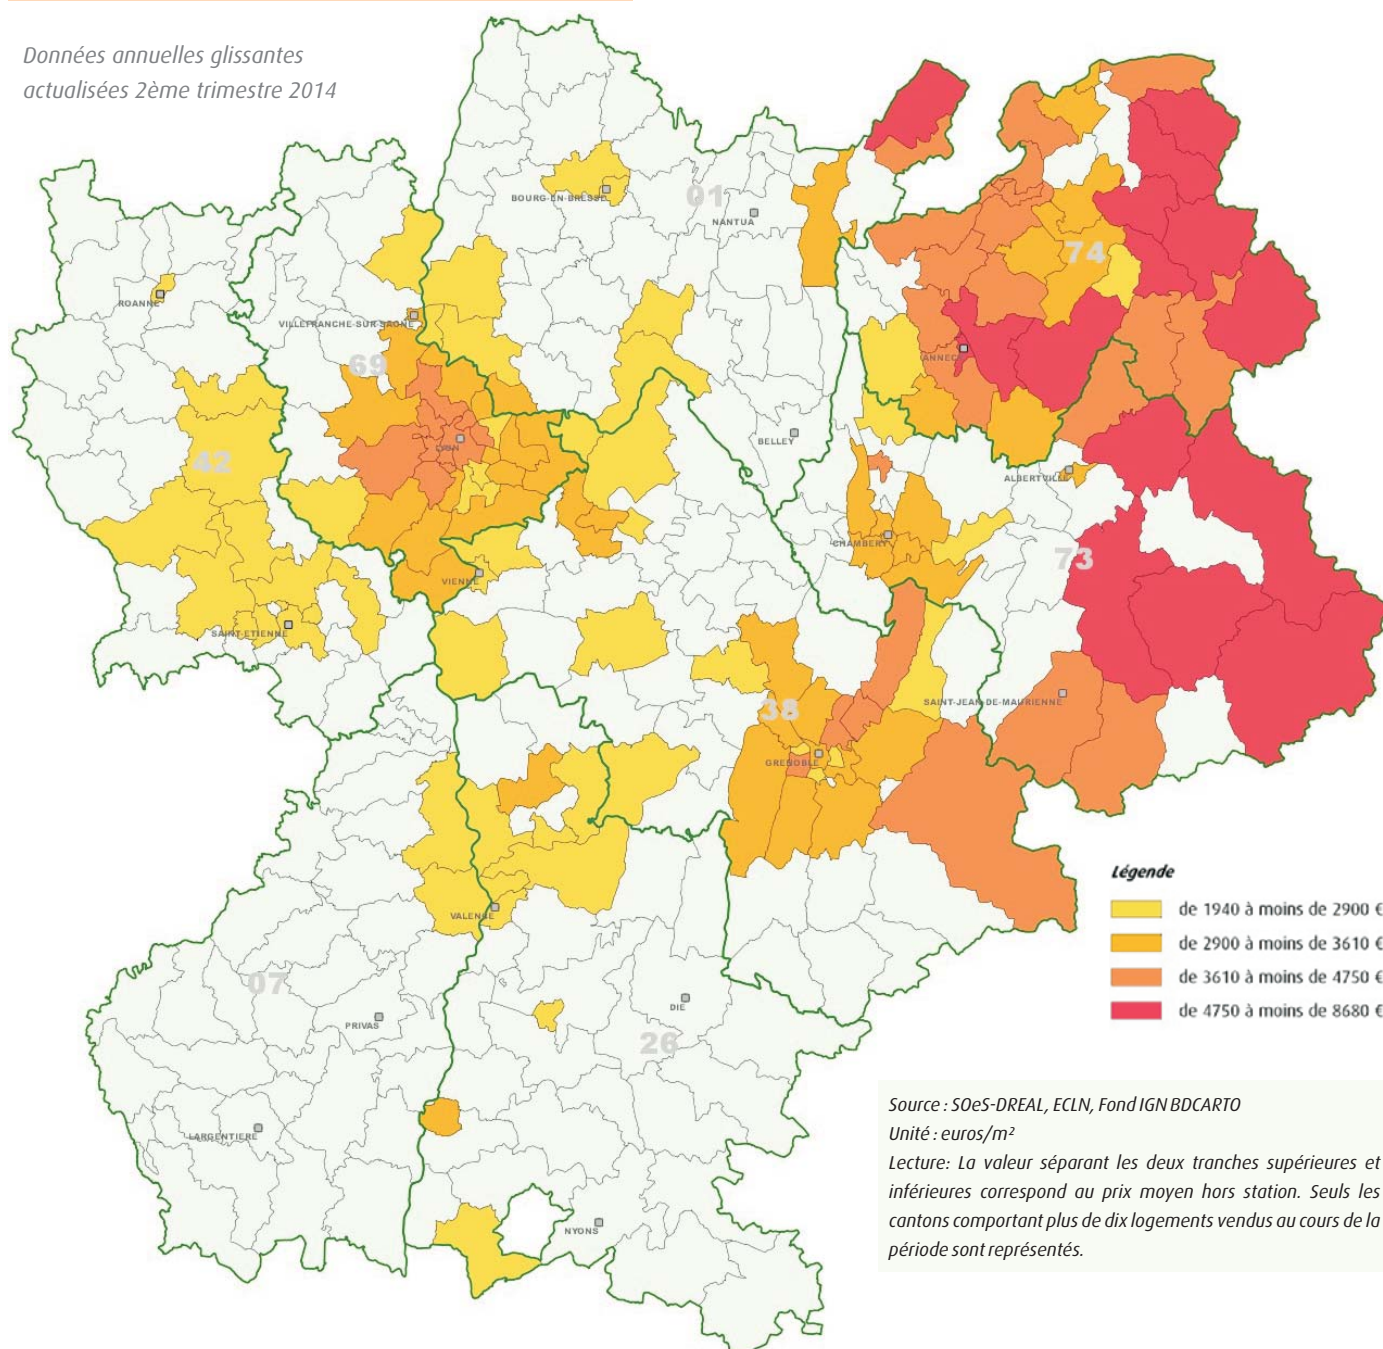 Données annuelles glissantes
actualisées 2ème trimestre 2014
BOURG-EN-BRESSE
01
NANTUA
74
ROANNE
VILLEFRANCHE-SUR-SAÔNE
69
ANNECY
LYON
BELLEY
42
ALBERTVILLE
CHAMBERY
73
VIENNE
SAINT-ETIENNE
38
SAINT-JEAN-DE-MAURIENNE
GRENOBLE
VALENCE
07
PRIVAS
DIE
26
LARGENTIERE
NYONS
Légende
de 1940 à moins de 2900 €
de 2900 à moins de 3610 €
de 3610 à moins de 4750 €
de 4750 à moins de 8680 €
Source : SOeS-DREAL, ECLN, Fond IGN BDCARTO
Unité : euros/m²
Lecture: La valeur séparant les deux tranches supérieures et
inférieures correspond au prix moyen hors station. Seuls les
cantons comportant plus de dix logements vendus au cours de la
période sont représentés.